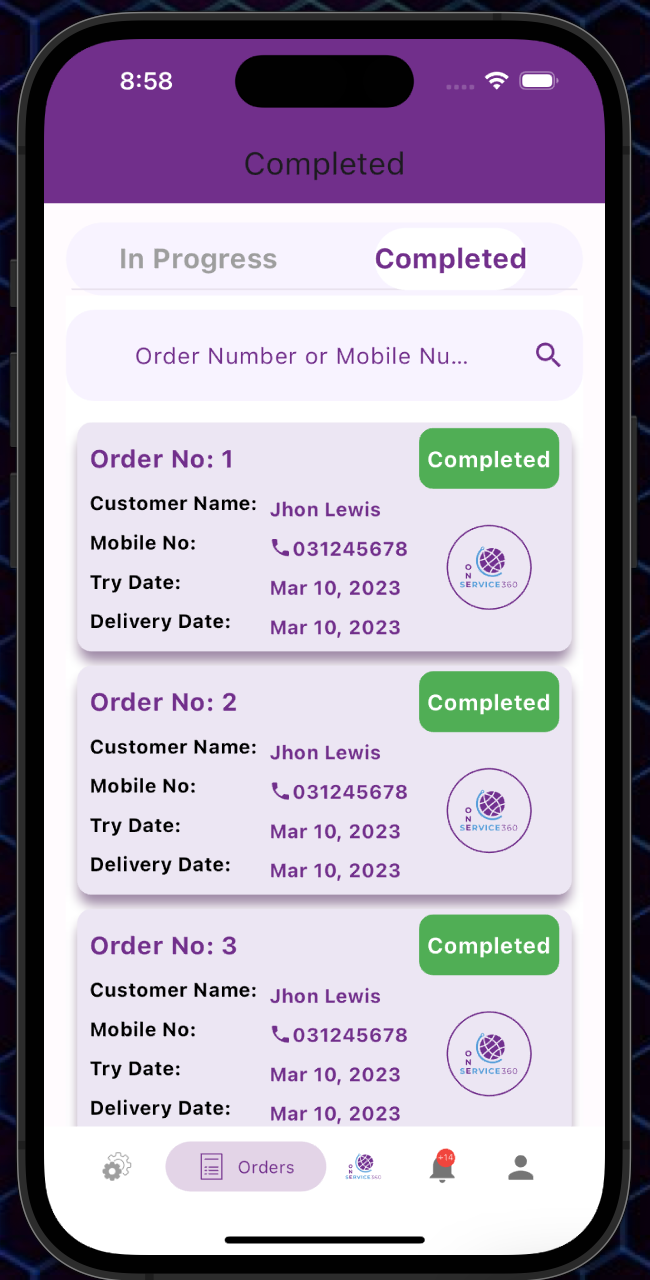 8:58
Completed
In Progress Completed
Order Number or Mobile Nu...
Order No: 1 Completed
Customer Name: Jhon Lewis
Mobile No: 031245678
Try Date: Mar 10, 2023
Delivery Date: Mar 10, 2023
ONE
SERVICE360
Order No: 2 Completed
Customer Name: Jhon Lewis
Mobile No: 031245678
Try Date: Mar 10, 2023
Delivery Date: Mar 10, 2023
ONE
SERVICE360
Order No: 3 Completed
Customer Name: Jhon Lewis
Mobile No: 031245678
Try Date: Mar 10, 2023
Delivery Date: Mar 10, 2023
ONE
SERVICE360
Orders
ONE
SERVICE360
+14